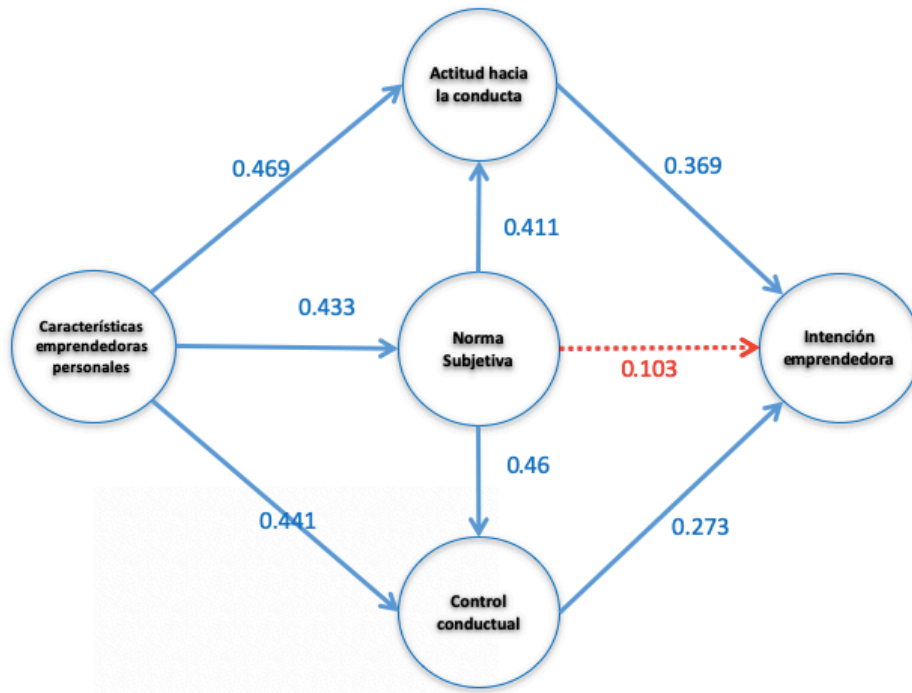 Actitud hacia
la conducta
0.469
0.369
0.411
0.433
Características
emprendedoras
personales
Norma
Subjetiva
0.103
Intención
emprendedora
0.46
0.441
0.273
Control
conductual